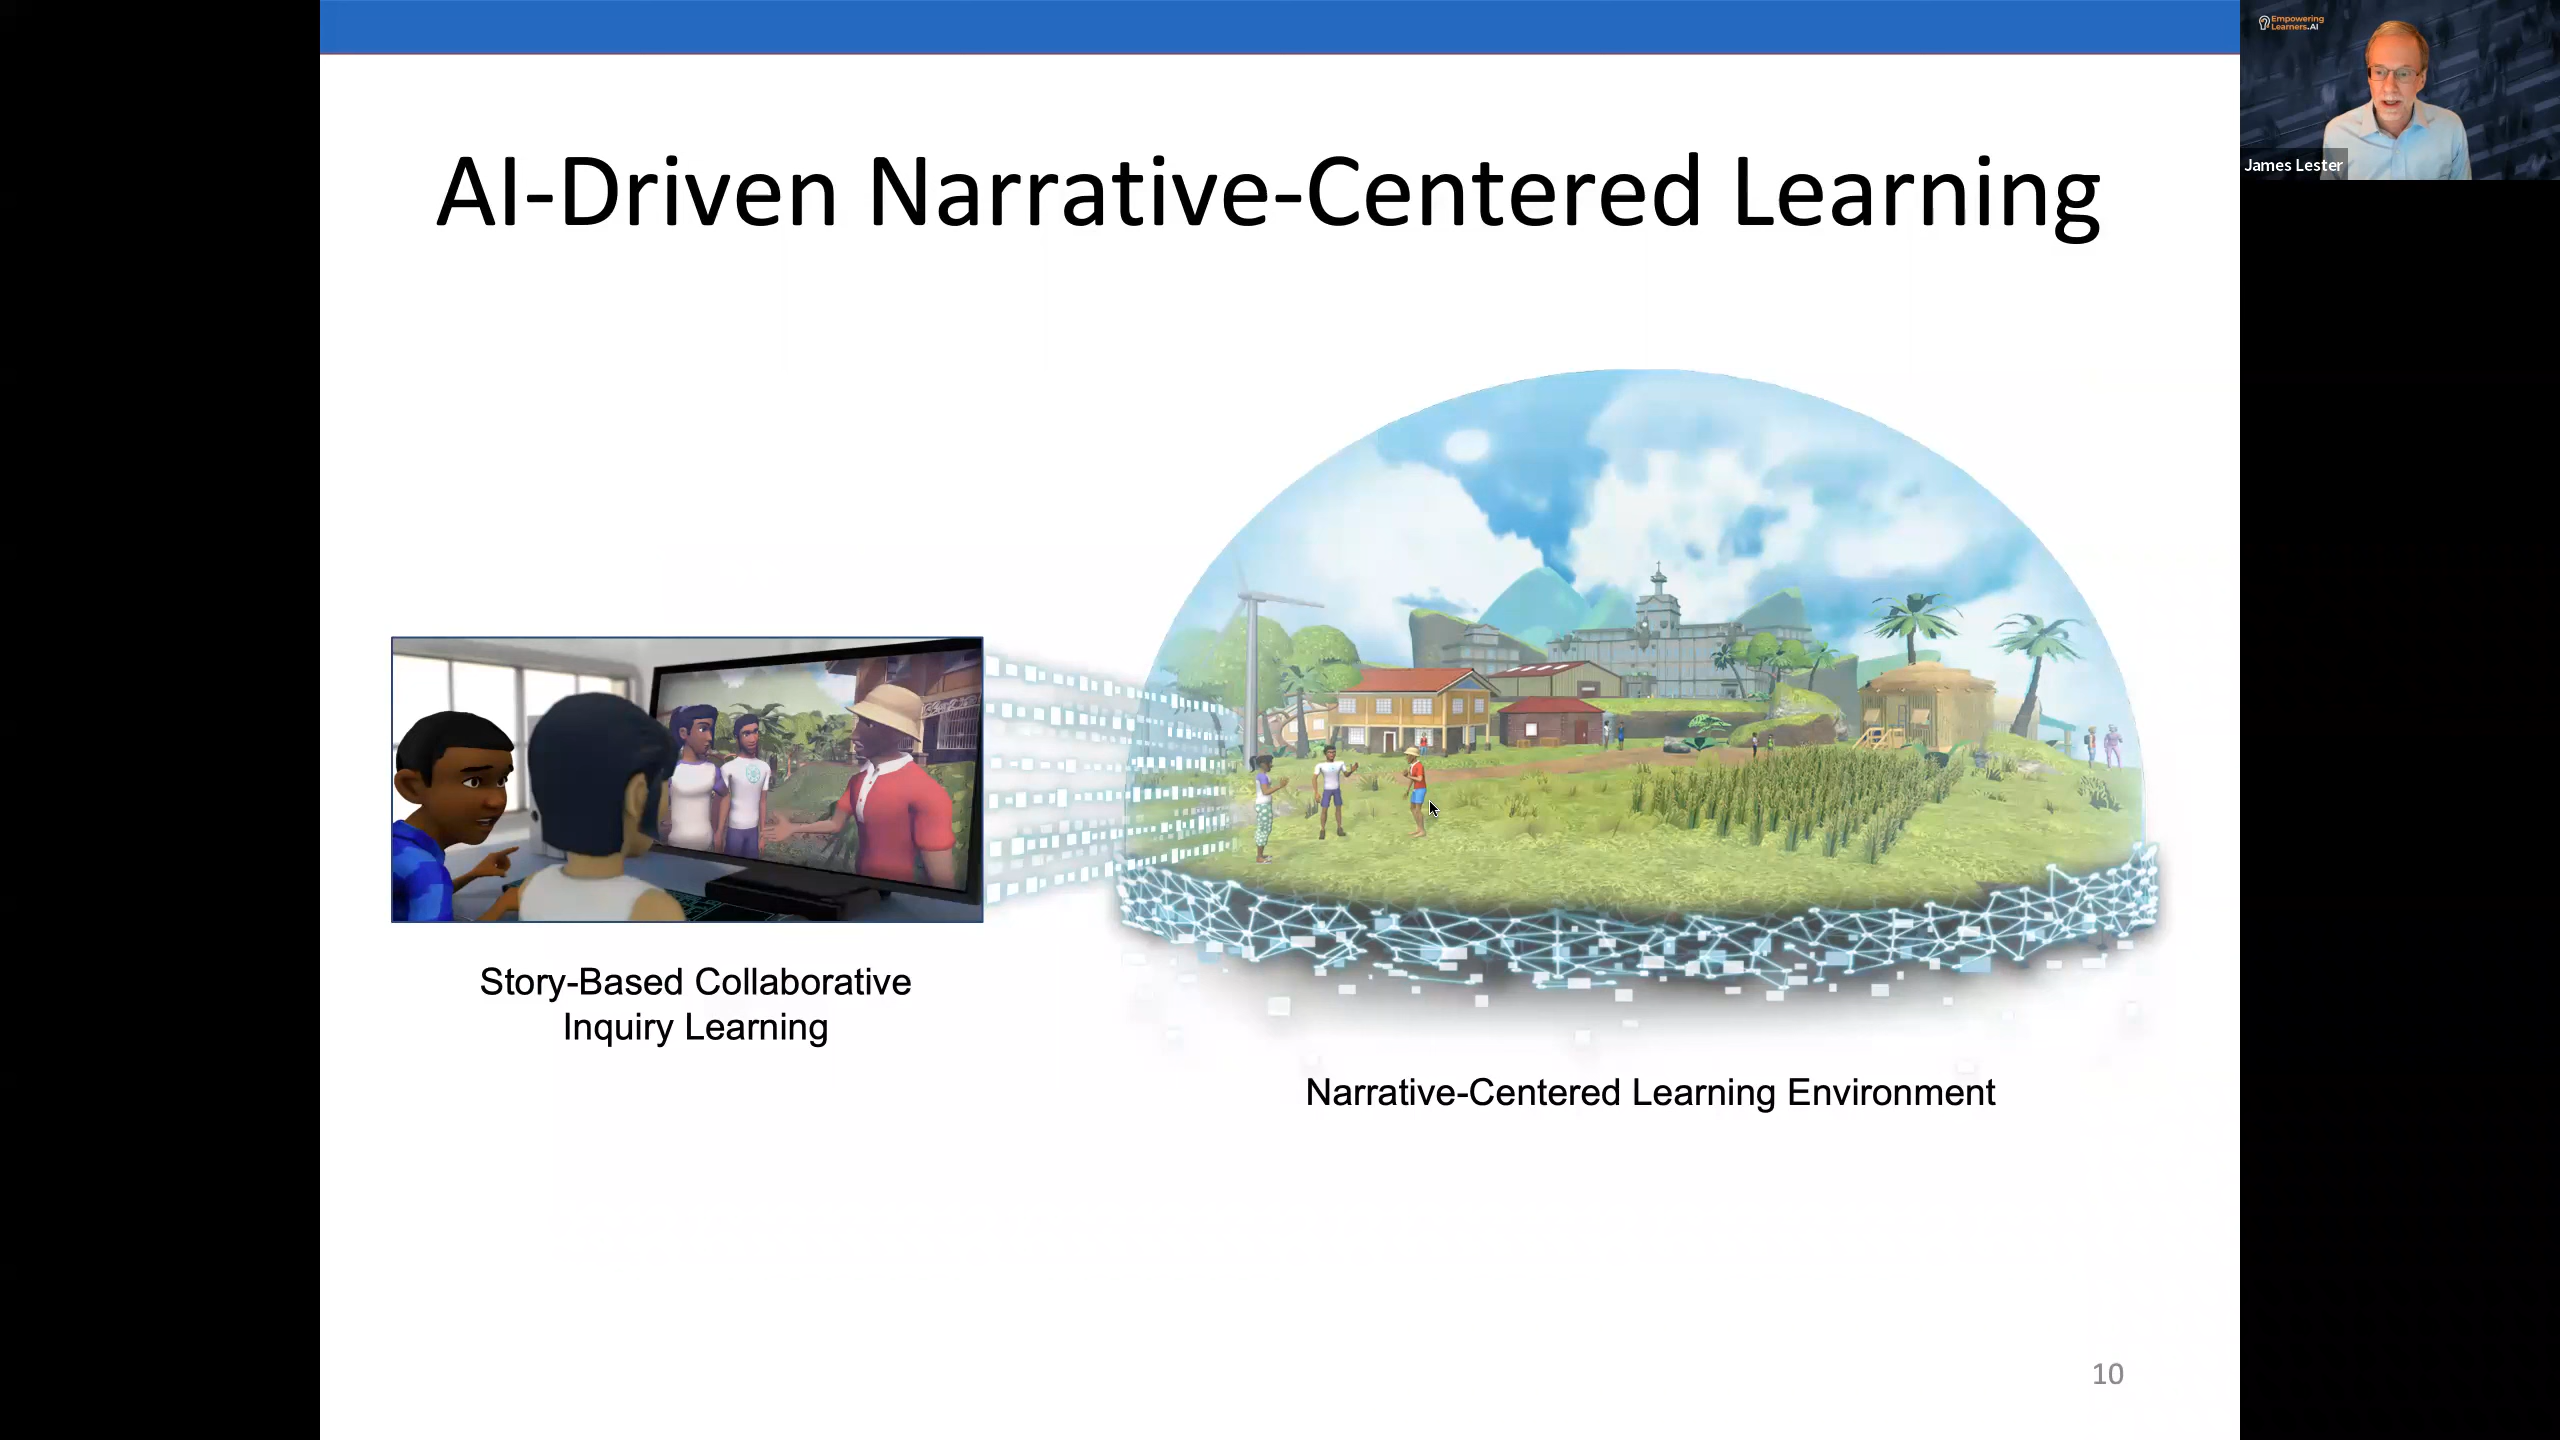 AI-Driven Narrative-Centered Learning
Empowering
Learners.AI
James Lester
Story-Based Collaborative
Inquiry Learning
Narrative-Centered Learning Environment
10